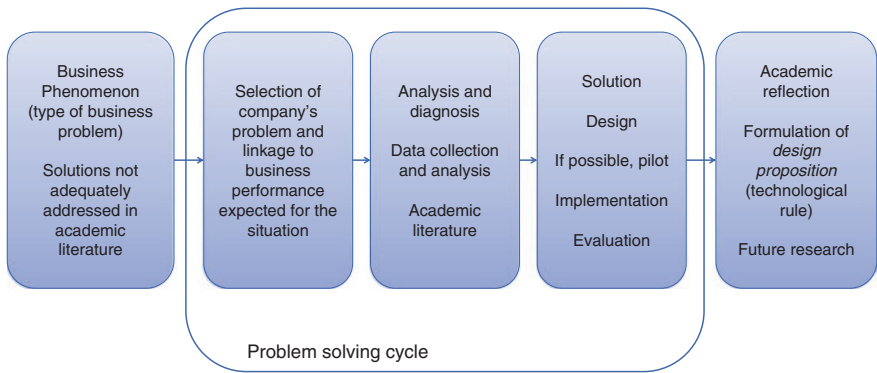 Business
Phenomenon
(type of business
problem)
Solutions not
adequately
addressed in
academic
literature
Selection of
company's
problem and
linkage to
business
performance
expected for the
situation
Analysis and
diagnosis
Data collection
and analysis
Academic
literature
Solution
Design
If possible, pilot
Implementation
Evaluation
Academic
reflection
Formulation of
design
proposition
(technological
rule)
Future research
Problem solving cycle